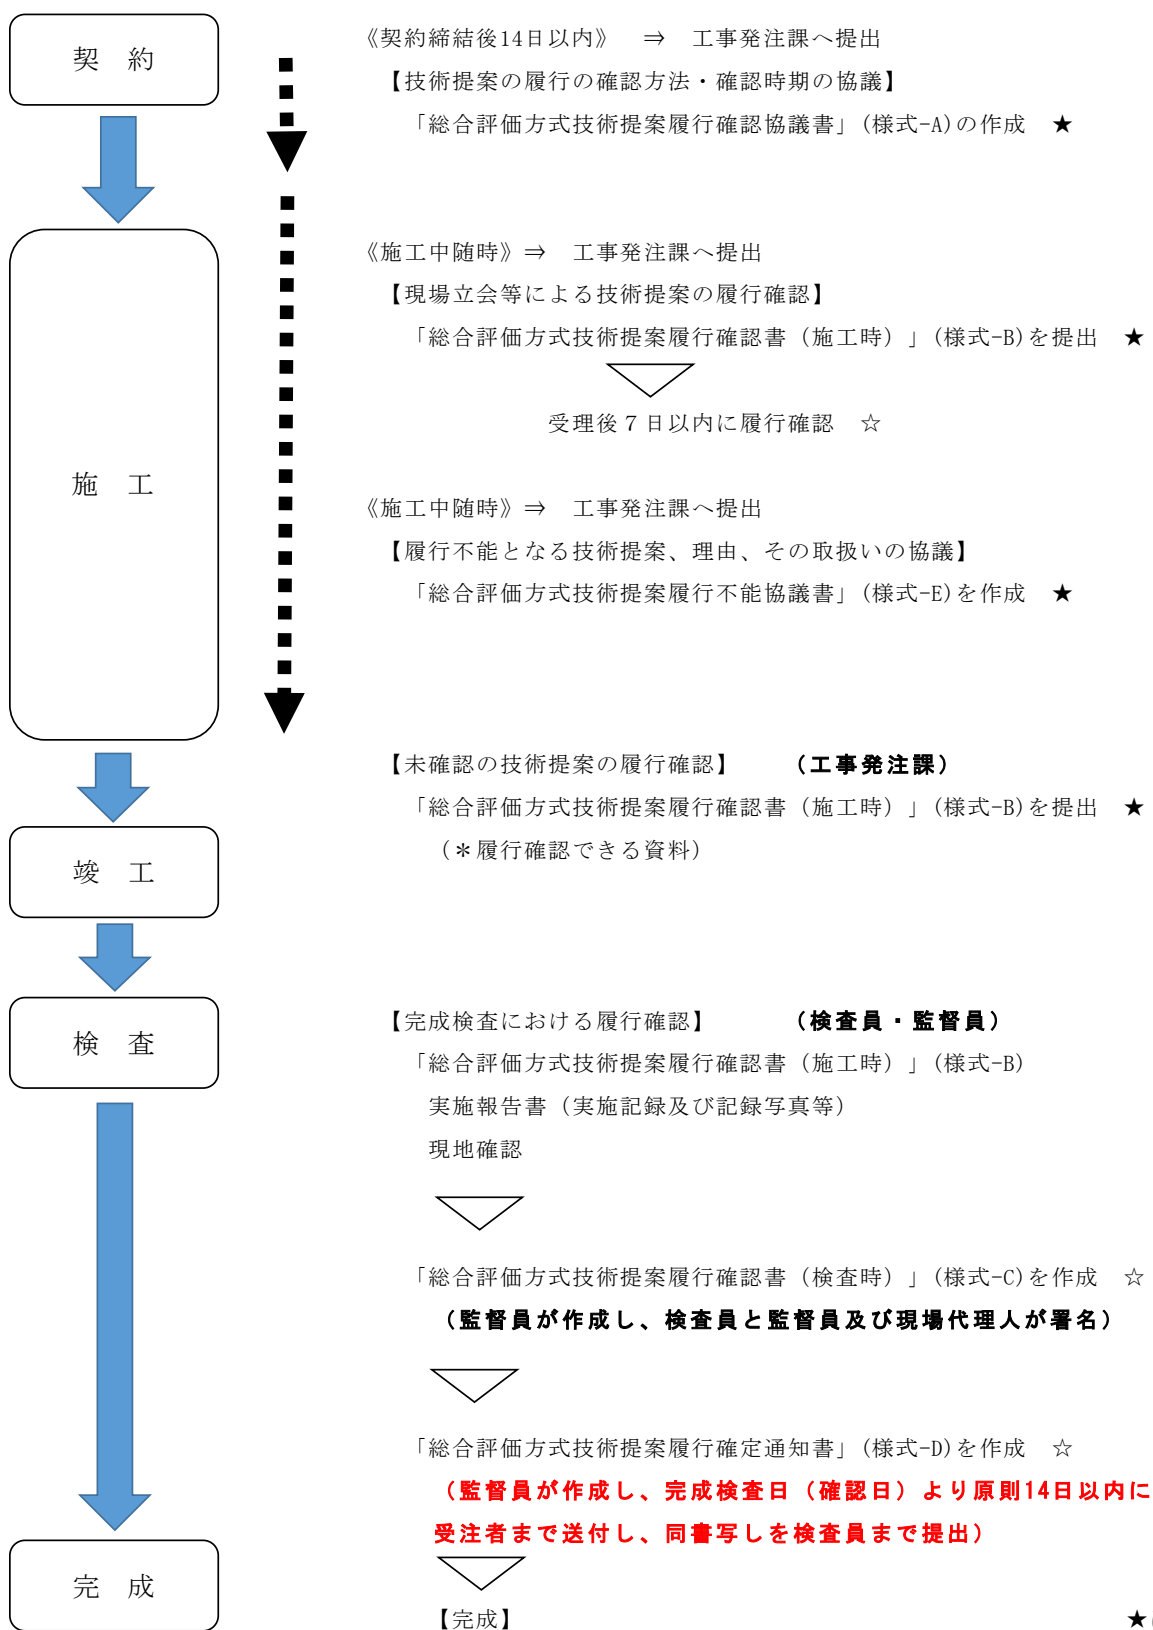 契　約
《契約締結後14日以内》　⇒　工事発注課へ提出
【技術提案の履行の確認方法・確認時期の協議】
「総合評価方式技術提案履行確認協議書」(様式-A)の作成　★
《施工中随時》⇒　工事発注課へ提出
【現場立会等による技術提案の履行確認】
「総合評価方式技術提案履行確認書（施工時）」(様式-B)を提出　★
受理後７日以内に履行確認　☆
施　工
《施工中随時》⇒　工事発注課へ提出
【履行不能となる技術提案、理由、その取扱いの協議】
「総合評価方式技術提案履行不能協議書」(様式-E)を作成　★
【未確認の技術提案の履行確認】　（工事発注課）
「総合評価方式技術提案履行確認書（施工時）」(様式-B)を提出　★
（＊履行確認できる資料）
竣　工
検　査
【完成検査における履行確認】　（検査員・監督員）
「総合評価方式技術提案履行確認書（施工時）」(様式-B)
実施報告書（実施記録及び記録写真等）
現地確認
「総合評価方式技術提案履行確認書（検査時）」(様式-C)を作成　☆
（監督員が作成し、検査員と監督員及び現場代理人が署名）
「総合評価方式技術提案履行確定通知書」(様式-D)を作成　☆
（監督員が作成し、完成検査日（確認日）より原則14日以内に
受注者まで送付し、同書写しを検査員まで提出）
完　成
【完成】　★